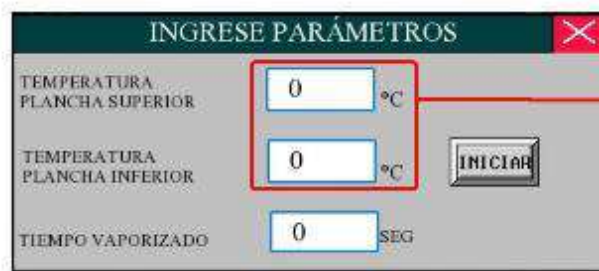 INGRESE PARÁMETROS
TEMPERATURA
PLANCHA SUPERIOR
0 °C
TEMPERATURA
PLANCHA INFERIOR
0 °C
INICIAR
TIEMPO VAPORIZADO 0 SEG